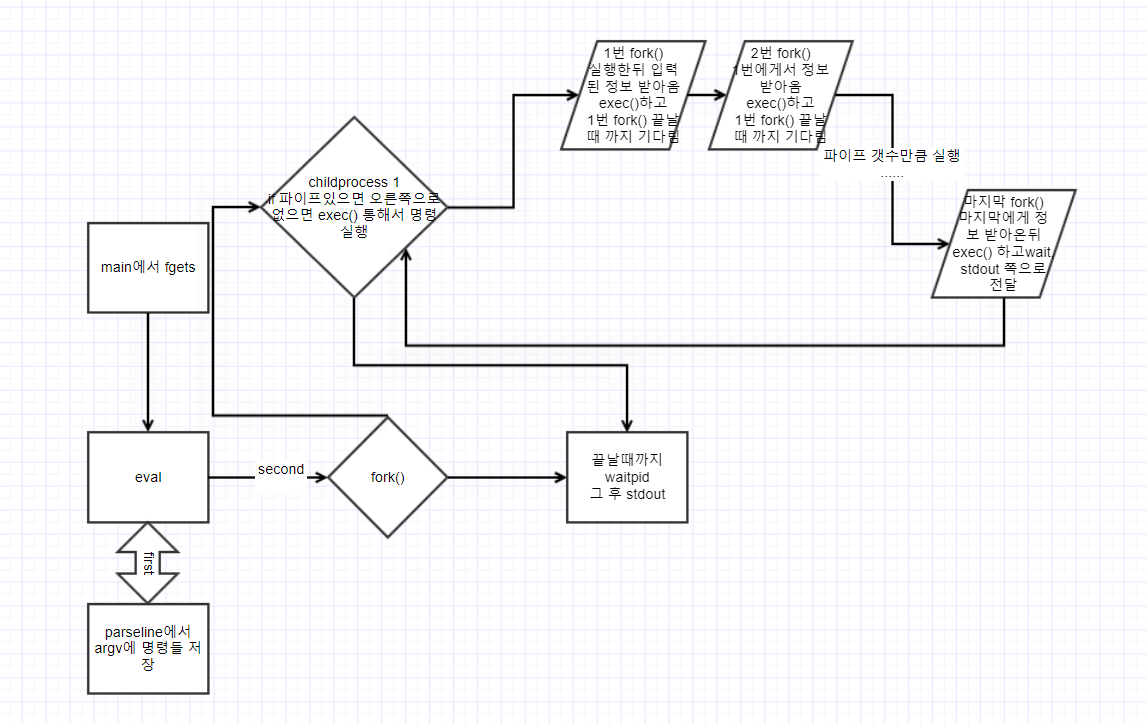 1번 fork()
실행한뒤 입력
된 정보 받아옴
exec()하고
1번 fork() 끝날
때 까지 기다림
2번 fork()
1번에게서 정보
받아옴
exec()하고
1번 fork() 끝날
때 까지 기다림
파이프 갯수만큼 실행
......
childprocess 1
if 파이프있으면 오른쪽으로
없으면 exec() 통해서 명령
실행
마지막 fork()
마지막에게 정
보 받아온뒤
exec() 하고wait
stdout 쪽으로
전달
main에서 fgets
eval
second
fork()
끝날때까지
waitpid
그 후 stdout
first
parseline에서
argv에 명령들 저
장